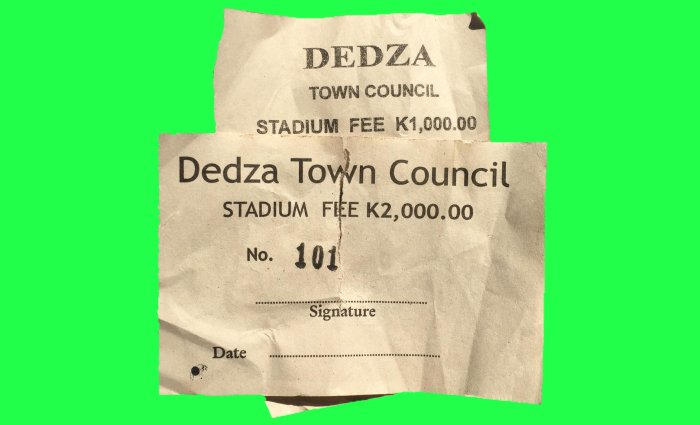 DEDZA
TOWN COUNCIL
STADIUM FEE K1,000.00
Dedza Town Council
STADIUM FEE K2,000.00
No. 101
Signature
Date